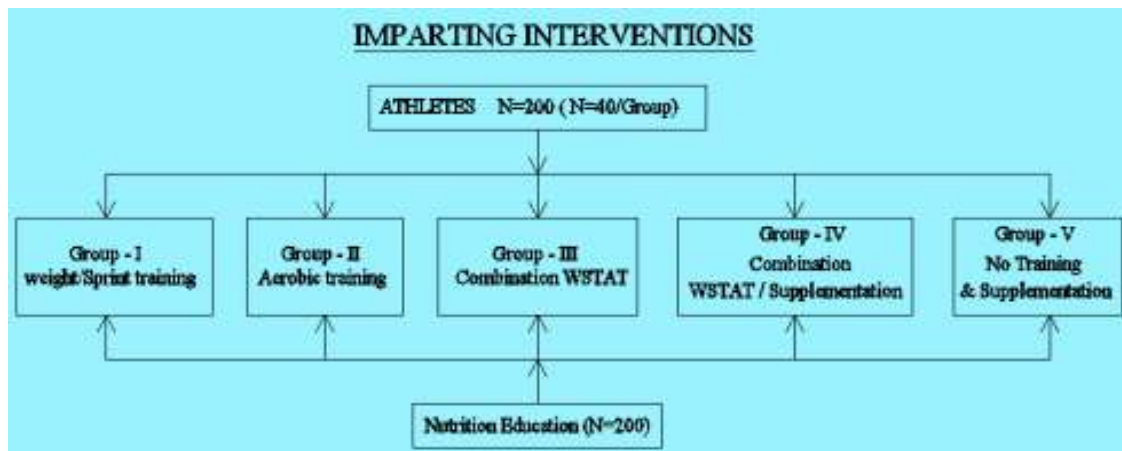 IMPARTING INTERVENTIONS
ATHLETES N=200 ( N=40/Group)
Group - I
weight/Sprint training
Group - II
Aerobic training
Group - III
Combination WSTAT
Group - IV
Combination
WSTAT / Supplementation
Group - V
No Training
& Supplementation
Nutrition Education (N=200)